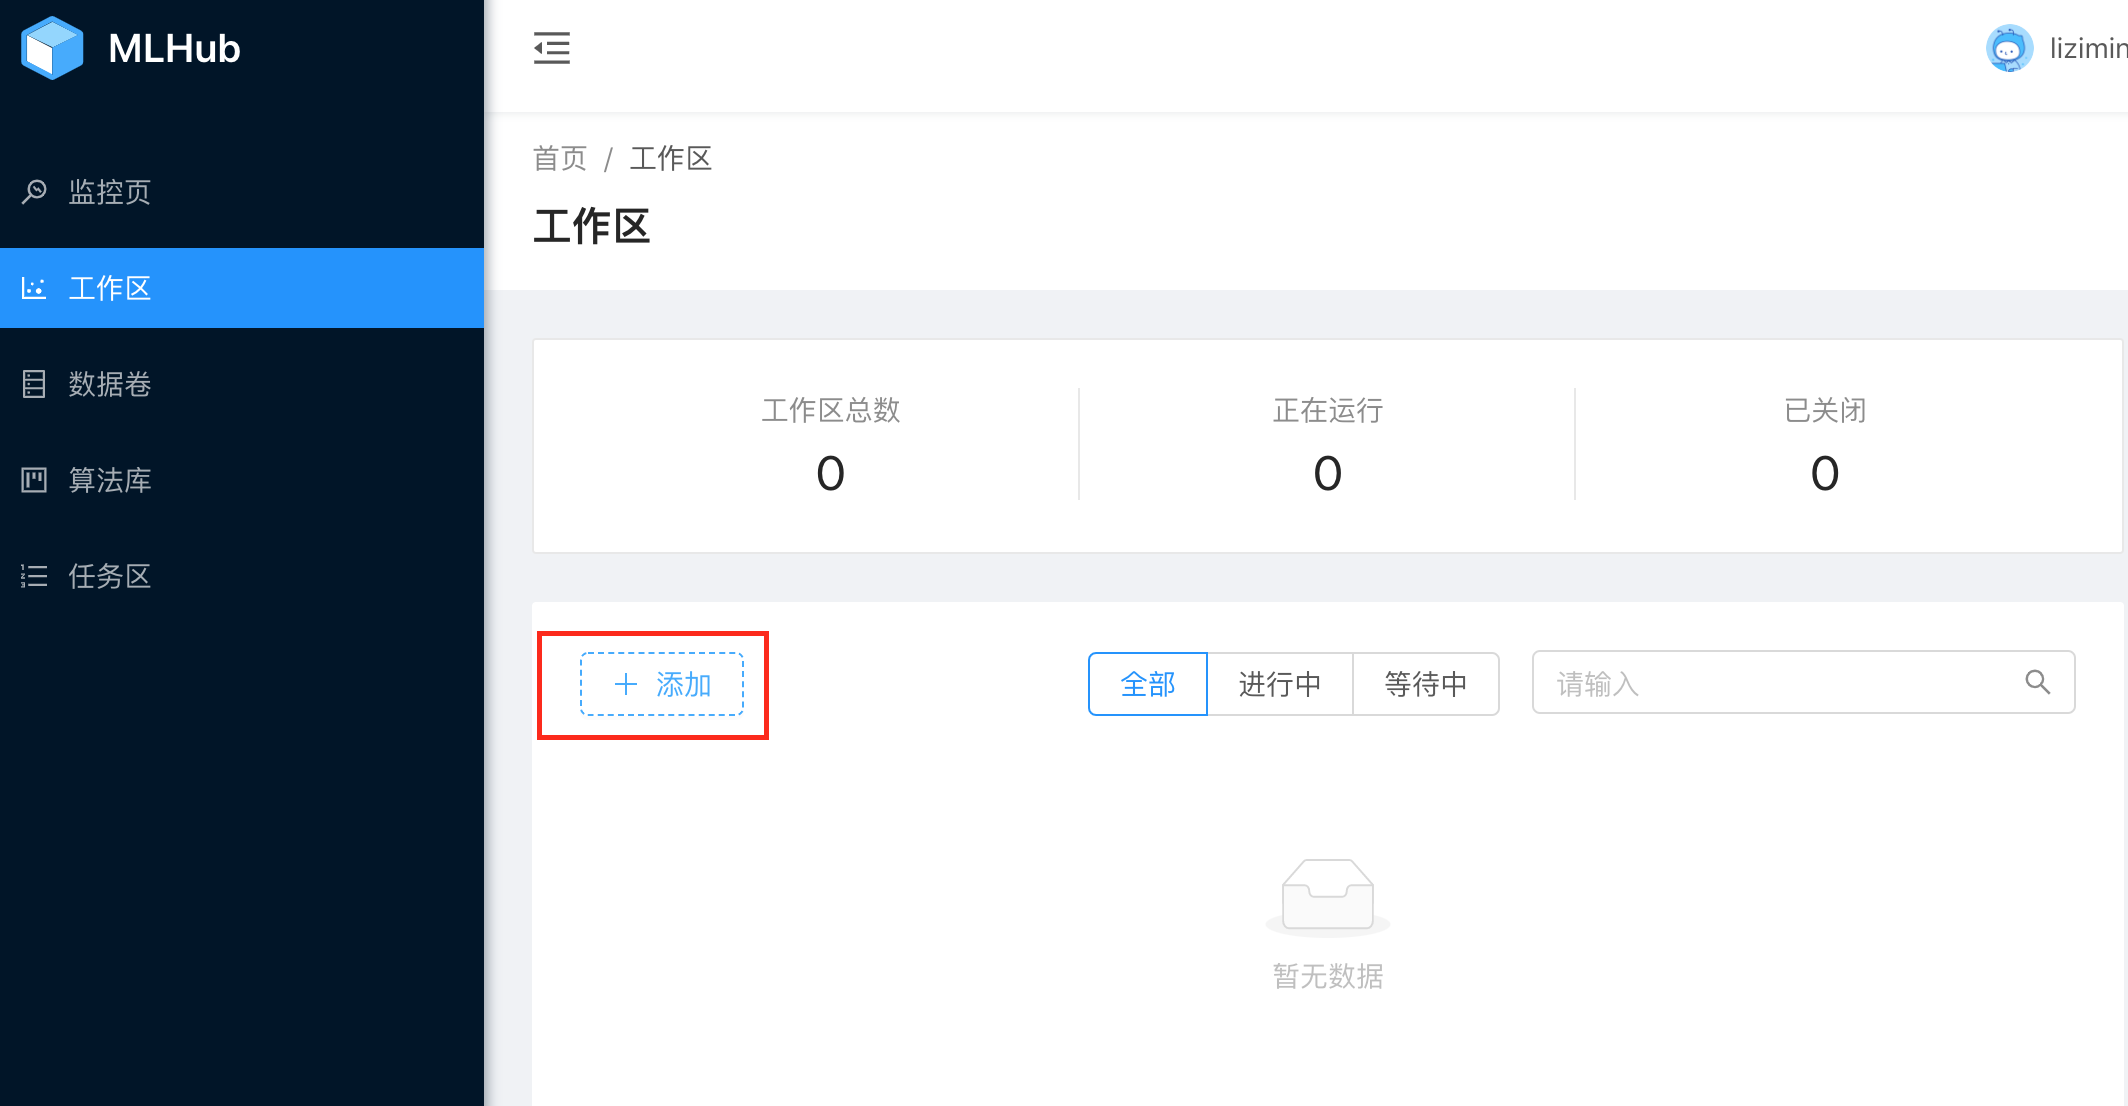 MLHub
监控页
工作区
数据卷
算法库
任务区
lizimin
首页 / 工作区
工作区
工作区总数
0
正在运行
0
已关闭
0
+ 添加
全部 进行中 等待中 请输入
暂无数据